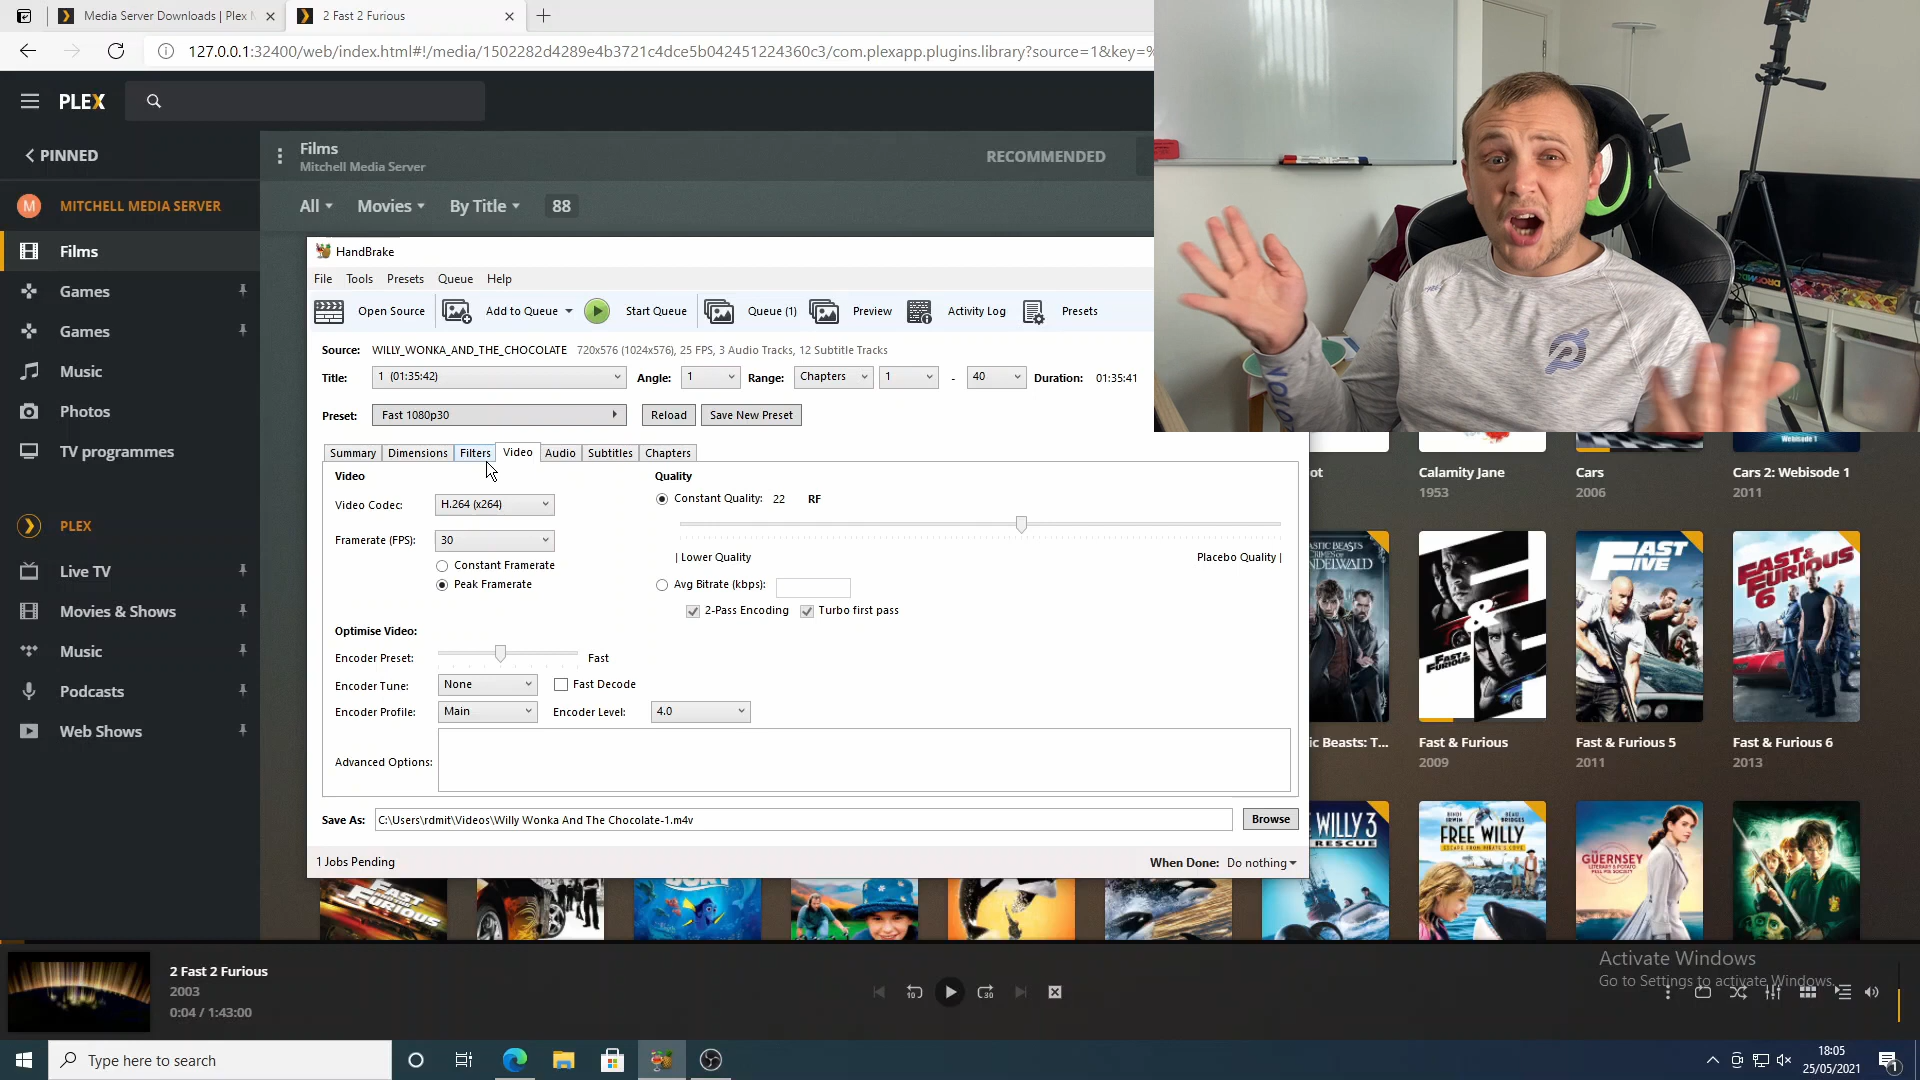 Media Server Downloads | Plex M
2 Fast 2 Furious
127.0.0.1:32400/web/index.html#!/media/1502282d4289e4b3721c4dce5b042451224360c3/com.plexapp.plugins.library?source=1&key=%
PLEX
PINNED
Films
Mitchell Media Server
RECOMMENDED
M
MITCHELL MEDIA SERVER
All
Movies
By Title
88
Films
Games
Games
Music
Photos
TV programmes
PLEX
Live TV
Movies & Shows
Music
Podcasts
Web Shows
HandBrake
File Tools Presets Queue Help
Open Source
Add to Queue
Start Queue
Queue (1)
Preview
Activity Log
Presets
Source: WILLY_WONKA_AND_THE_CHOCOLATE 720x576 (1024x576), 25 FPS, 3 Audio Tracks, 12 Subtitle Tracks
Title: 1 (01:35:42) Angle: 1 Range: Chapters 1 - 40 Duration: 01:35:41
Preset: Fast 1080p30 Reload Save New Preset
Summary Dimensions Filters Video Audio Subtitles Chapters
Video
Quality
Video Codec: H.264 (x264)
Constant Quality: 22 RF
Framerate (FPS): 30
| Lower Quality
Placebo Quality |
Constant Framerate
Peak Framerate
Avg Bitrate (kbps):
2-Pass Encoding
Turbo first pass
Optimise Video:
Encoder Preset: Fast
Encoder Tune: None Fast Decode
Encoder Profile: Main Encoder Level: 4.0
Advanced Options:
Save As: C:\Users\rdmit\Videos\Willy Wonka And The Chocolate-1.m4v Browse
1 Jobs Pending
When Done: Do nothing
ot
Calamity Jane
1953
Cars
2006
Webisode 1
Cars 2: Webisode 1
2011
FAST & FURIOUS
&
FAST FIVE
FAST & FURIOUS 6
ic Beasts: T...
Fast & Furious
2009
Fast & Furious 5
2011
Fast & Furious 6
2013
WILLY 3
RESCUE
FREE WILLY
GUERNSEY
FAST FURIOUS
2 Fast 2 Furious
2003
0:04 / 1:43:00
10
30
Activate Windows
Go to Settings to activate Windows.
Type here to search
18:05
25/05/2021
1